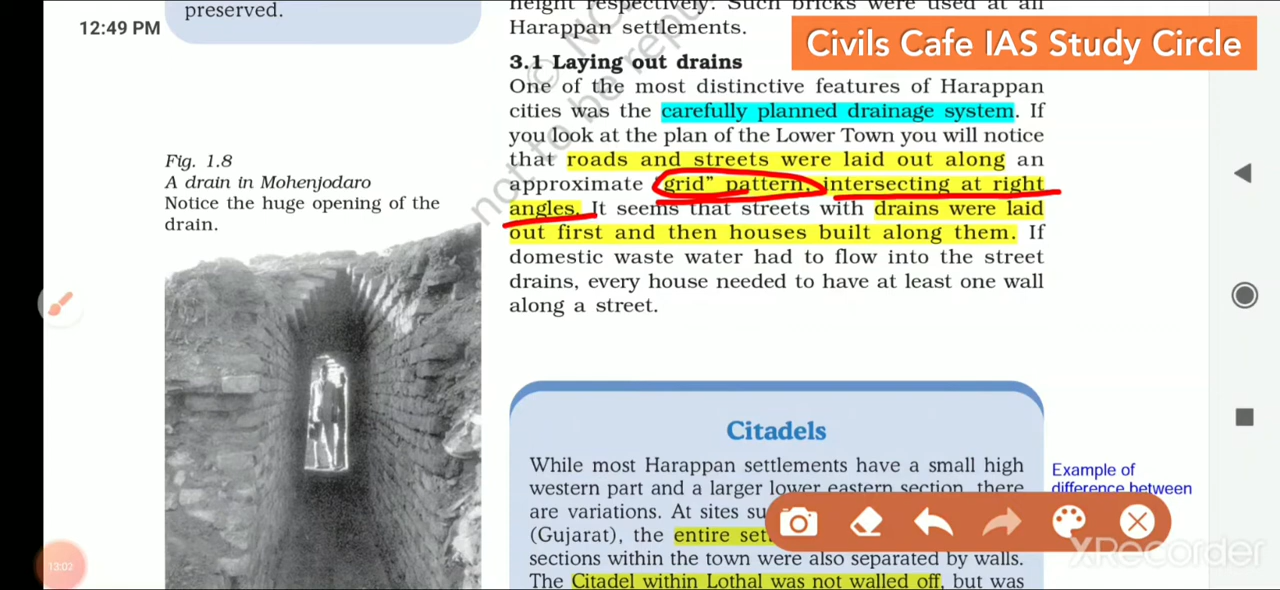 preserved.
12:49 PM
Fig. 1.8
A drain in Mohenjodaro
Notice the huge opening of the
drain.
height respectively. Such bricks were used at all
Harappan settlements.
Civils Cafe IAS Study Circle
3.1 Laying out drains
One of the most distinctive features of Harappan
cities was the carefully planned drainage system. If
you look at the plan of the Lower Town you will notice
that roads and streets were laid out along an
approximate "grid" pattern, intersecting at right
angles. It seems that streets with drains were laid
out first and then houses built along them. If
domestic waste water had to flow into the street
drains, every house needed to have at least one wall
along a street.
Citadels
While most Harappan settlements have a small high
western part and a larger lower eastern section, there
are variations. At sites su
(Gujarat), the entire set
sections within the town were also separated by walls.
The Citadel within Lothal was not walled off, but was
Example of
difference between
not to be repu
© NC
13:02
XRecorder